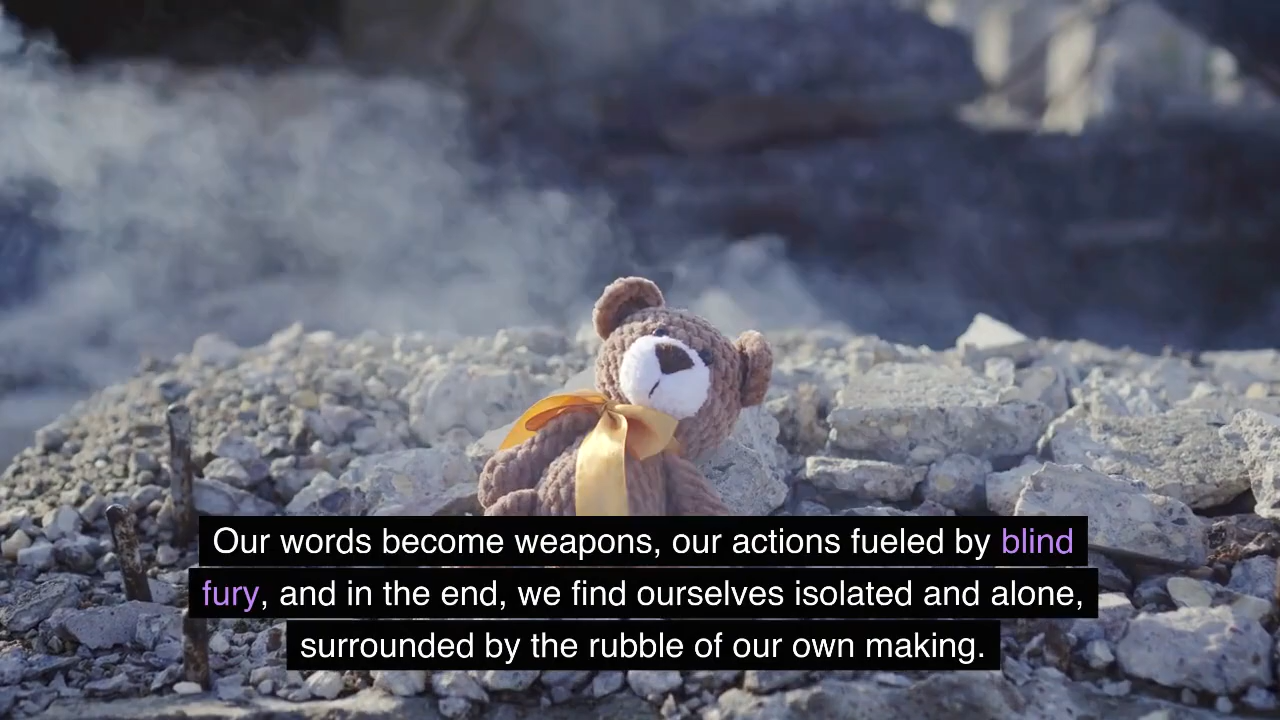 Our words become weapons, our actions fueled by blind
fury, and in the end, we find ourselves isolated and alone,
surrounded by the rubble of our own making.